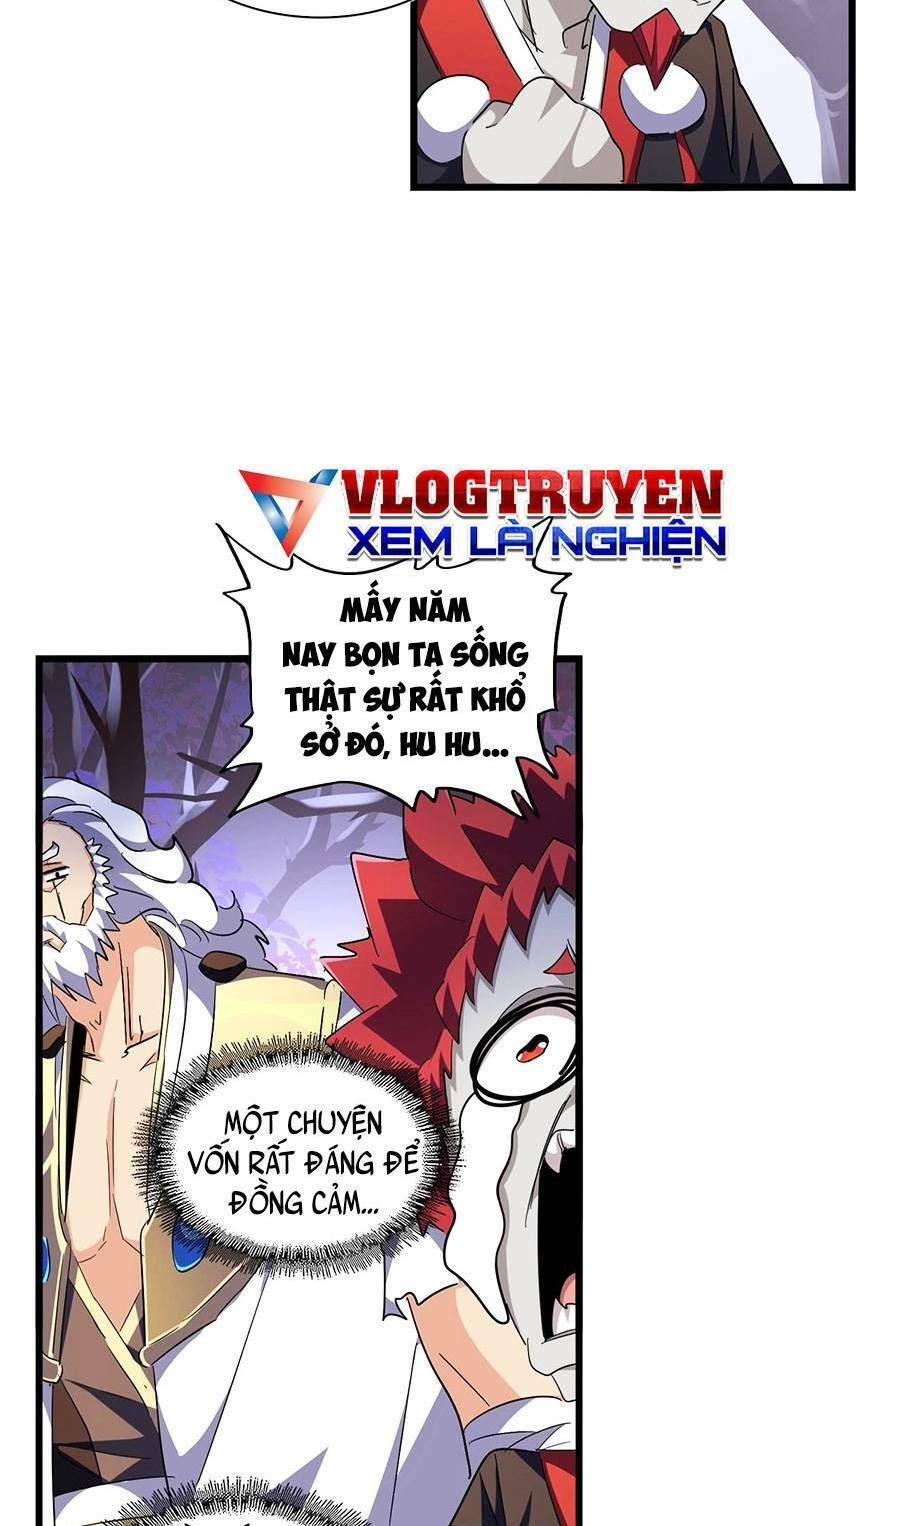 VLOGTRUYEN
XEM LÀ NGHIỆN
MẤY NĂM
NAY BỌN TA SỐNG
THẬT SỰ RẤT KHỔ
SỞ ĐÓ, HU HU...
MỘT CHUYỆN
VỐN RẤT ĐÁNG ĐỂ
ĐỒNG CẢM...